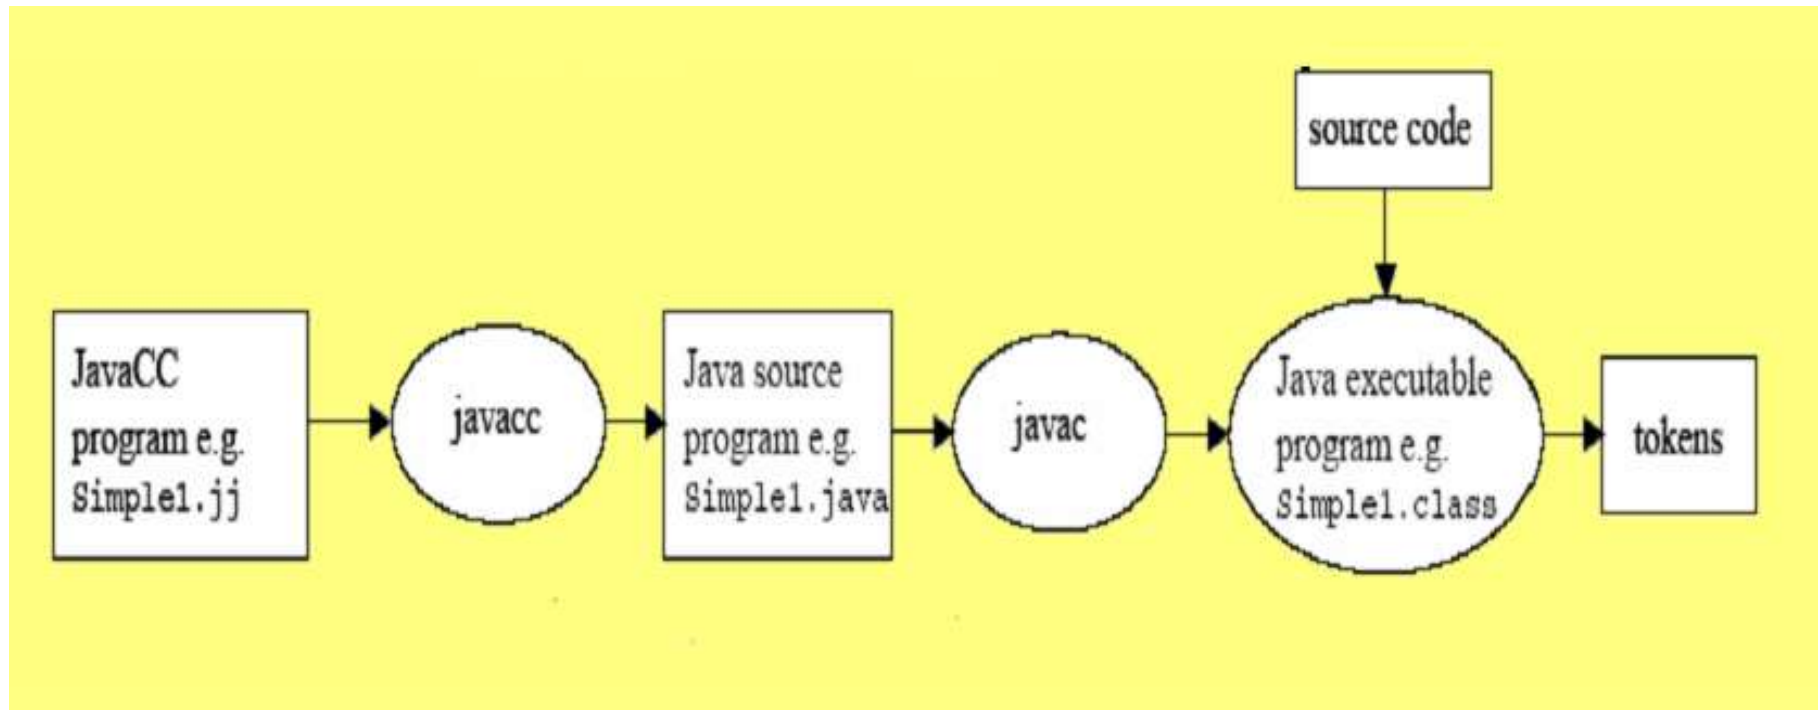 source code
JavaCC
program e.g.
Simple1.jj
javacc
Java source
program e.g.
Simple1.java
javac
Java executable
program e.g.
Simple1.class
tokens